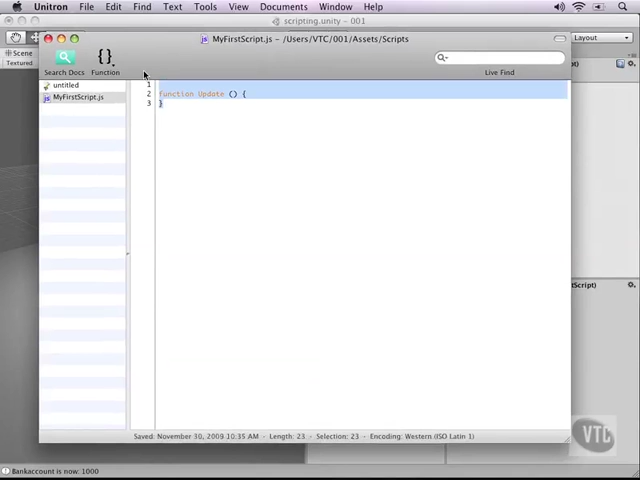 Unitron File Edit Find Text Tools View Documents Window Help
scripting.unity - 001
Scene
Textured
Layout
MyFirstScript.js - /Users/VTC/001/Assets/Scripts
Search Docs
Function
Live Find
untitled
MyFirstScript.js
1
2 function Update () {
3 }
Script)
Saved: November 30, 2009 10:35 AM - Length: 23 - Selection: 23 - Encoding: Western (ISO Latin 1)
VTC
Bankaccount is now: 1000